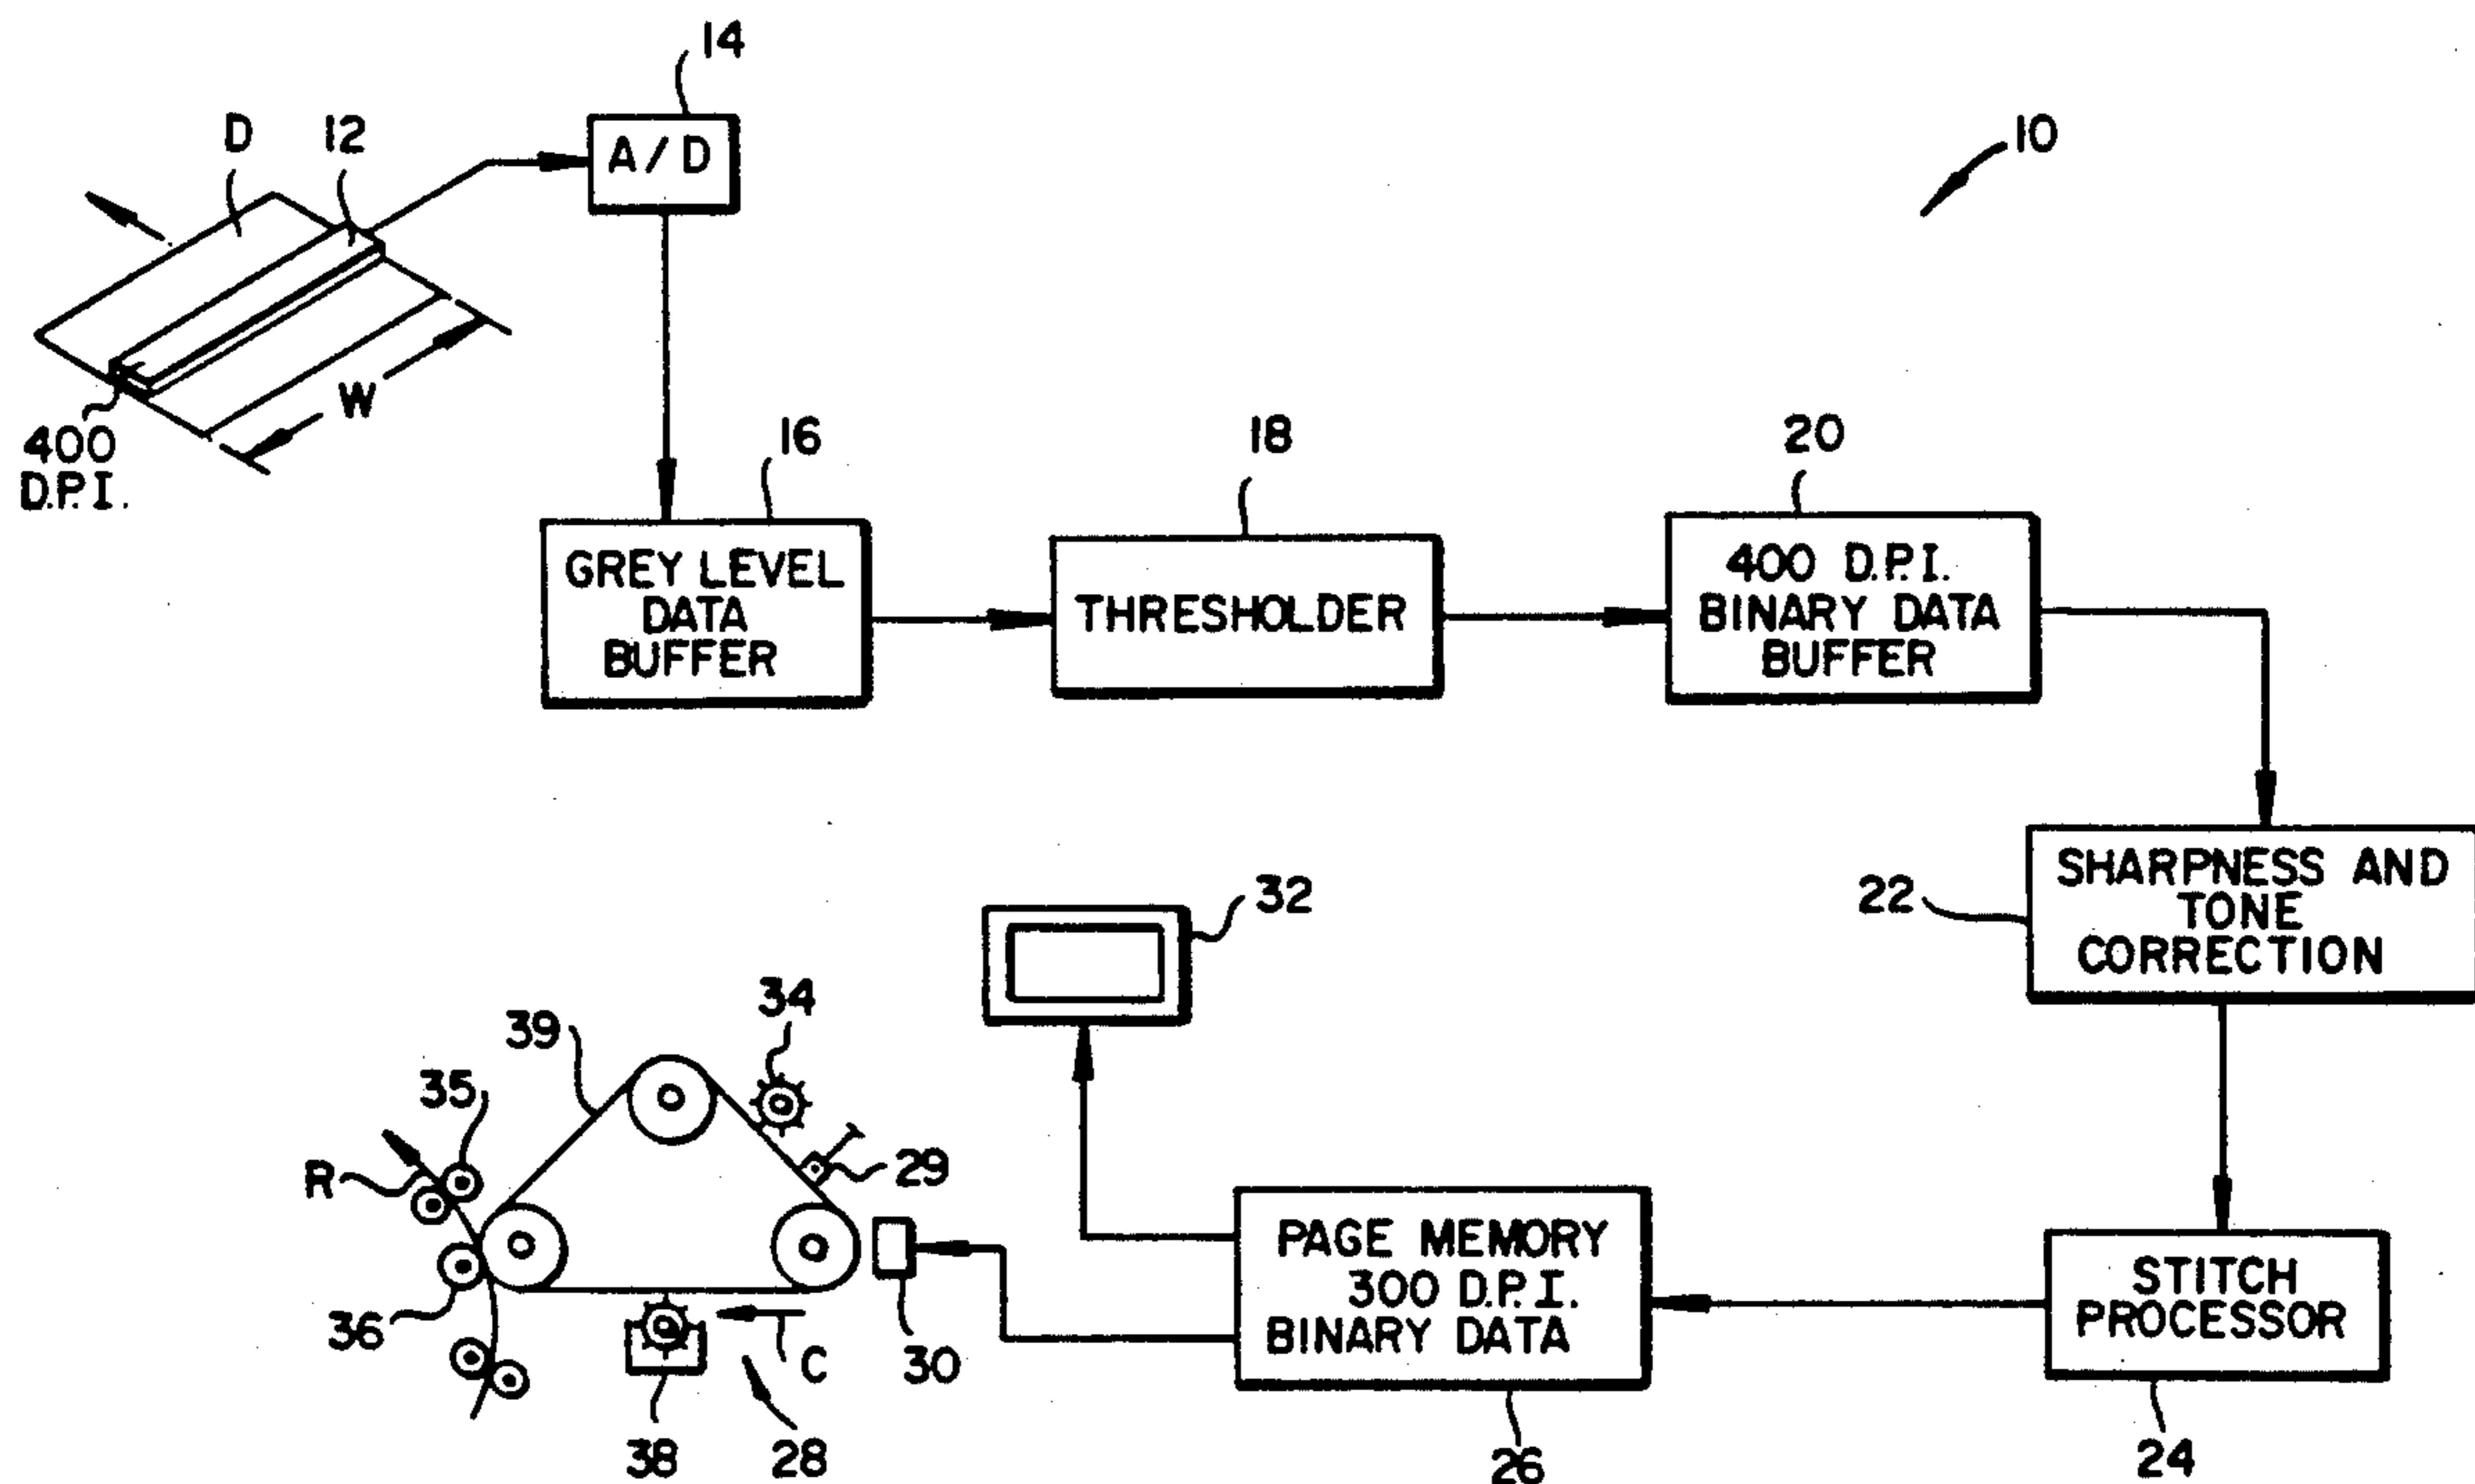 14
D
12
A/D
10
W
400
D.P.I.
16
18
20
GREY LEVEL
DATA
BUFFER
THRESHOLDER
400 D.P.I.
BINARY DATA
BUFFER
22
SHARPNESS AND
TONE
CORRECTION
32
34
39
35
R
29
36
38
C
28
30
PAGE MEMORY
300 D.P.I.
BINARY DATA
26
STITCH
PROCESSOR
24